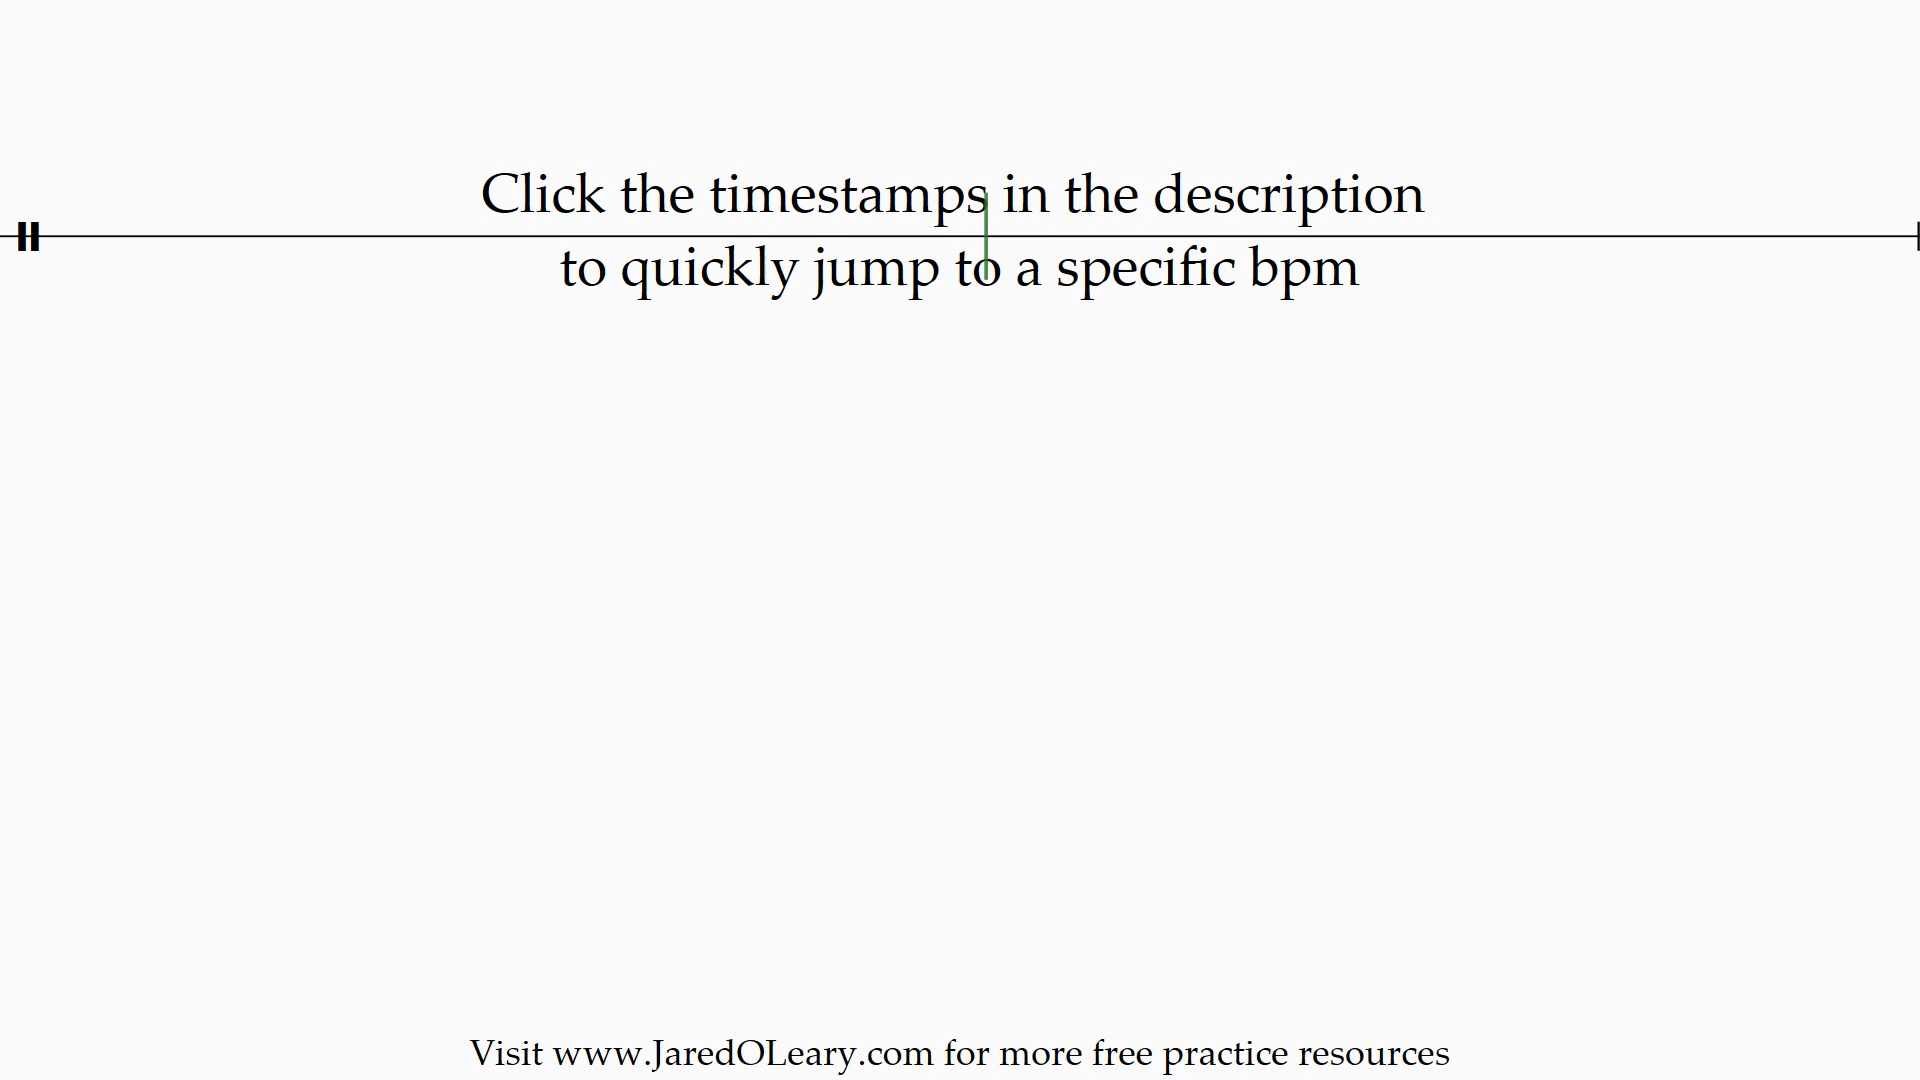 Click the timestamps in the description
to quickly jump to a specific bpm
Visit www.JaredOLeary.com for more free practice resources